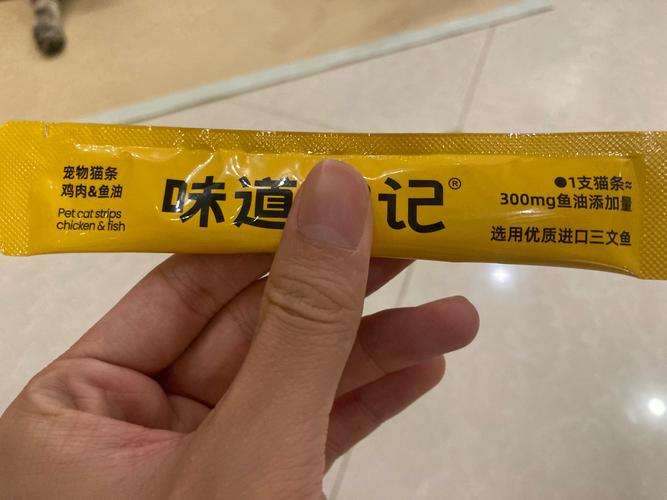 宠物猫条
鸡肉&鱼油
Pet cat strips
chicken & fish
味道 记®
●1支猫条≈
300mg鱼油添加量
选用优质进口三文鱼